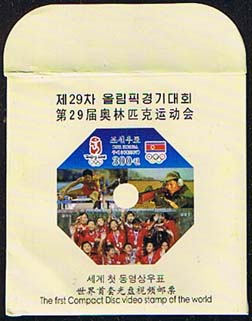 제29차 올림픽경기대회
第29届奥林匹克运动会
조선우표
300원
세계 첫 동영상우표
世界首套光盘视频邮票
The first Compact Disc video stamp of the world